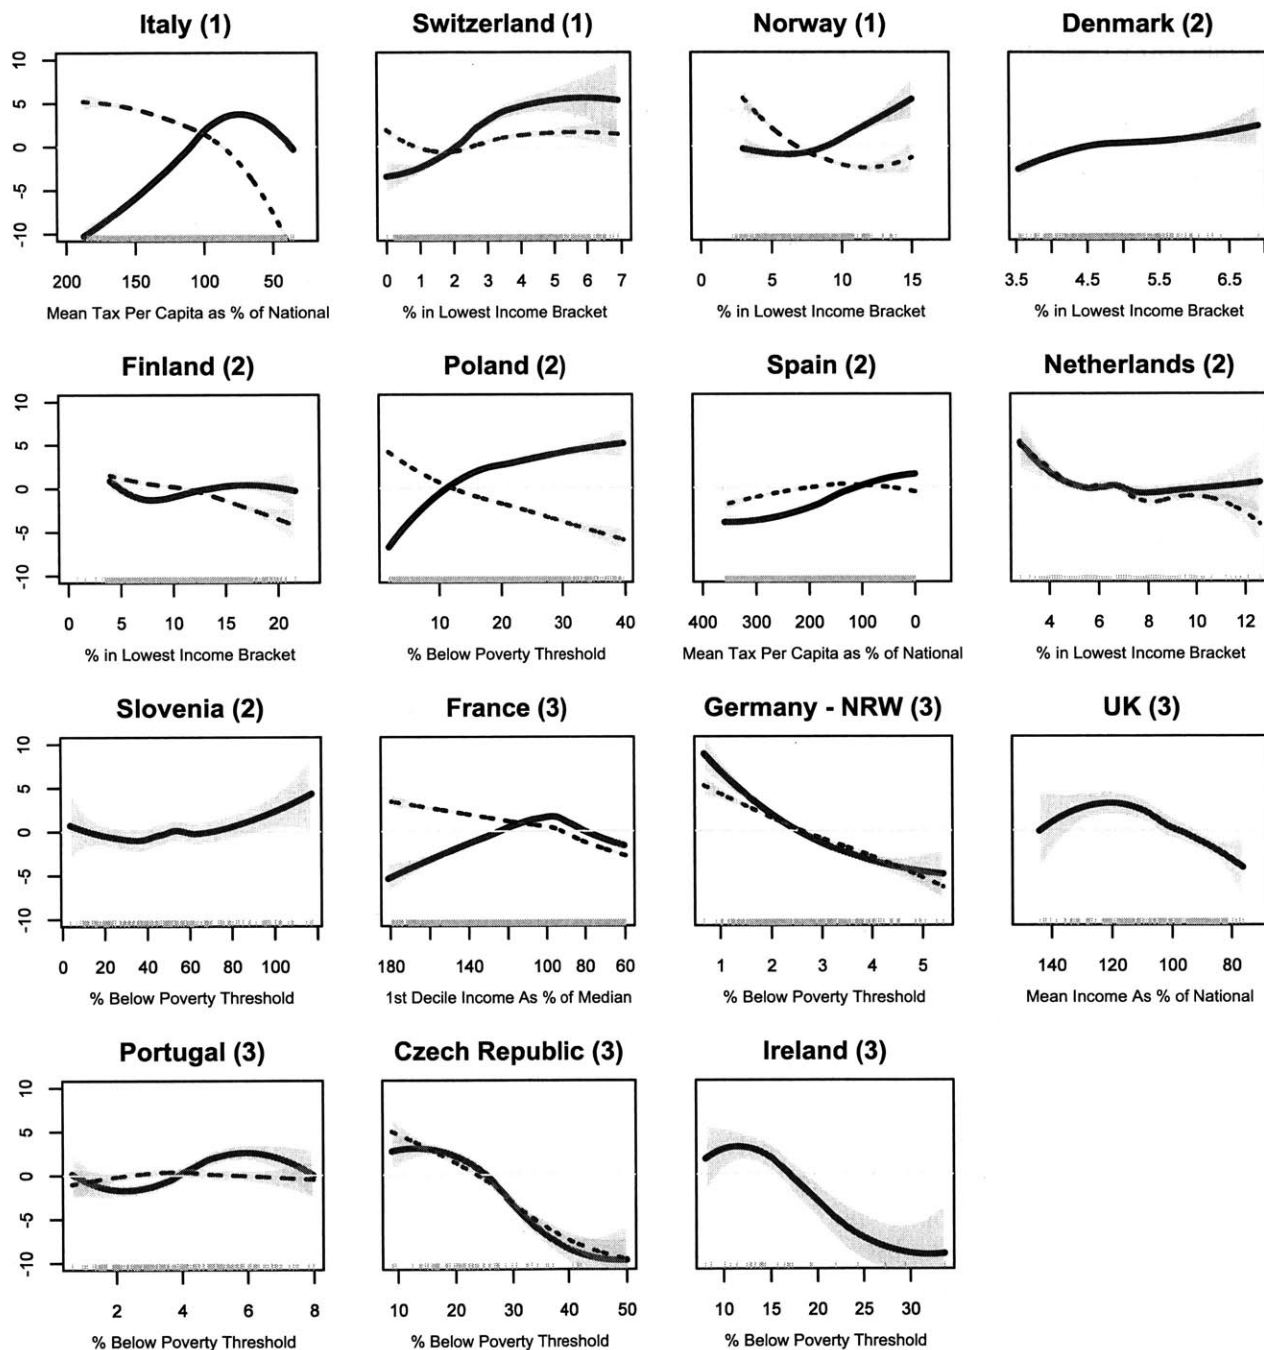 Italy (1) Switzerland (1) Norway (1) Denmark (2)
10
5
0
-5
-10
200 150 100 50 0 1 2 3 4 5 6 7 0 5 10 15 3.5 4.5 5.5 6.5
Mean Tax Per Capita as % of National % in Lowest Income Bracket % in Lowest Income Bracket % in Lowest Income Bracket
Finland (2) Poland (2) Spain (2) Netherlands (2)
10
5
0
-5
-10
0 5 10 15 20 10 20 30 40 400 300 200 100 0 4 6 8 10 12
% in Lowest Income Bracket % Below Poverty Threshold Mean Tax Per Capita as % of National % in Lowest Income Bracket
Slovenia (2) France (3) Germany - NRW (3) UK (3)
10
5
0
-5
-10
0 20 40 60 80 100 180 140 100 80 60 1 2 3 4 5 140 120 100 80
% Below Poverty Threshold 1st Decile Income As % of Median % Below Poverty Threshold Mean Income As % of National
Portugal (3) Czech Republic (3) Ireland (3)
10
5
0
-5
-10
2 4 6 8 10 20 30 40 50 10 15 20 25 30
% Below Poverty Threshold % Below Poverty Threshold % Below Poverty Threshold